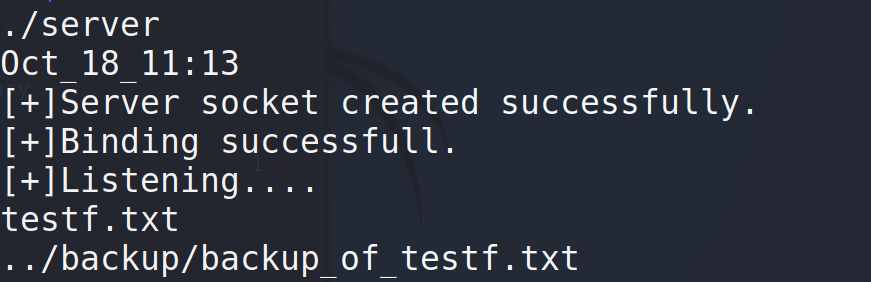 ./server
Oct_18_11:13
[+]Server socket created successfully.
[+]Binding successfull.
[+]Listening....
testf.txt
../backup/backup_of_testf.txt